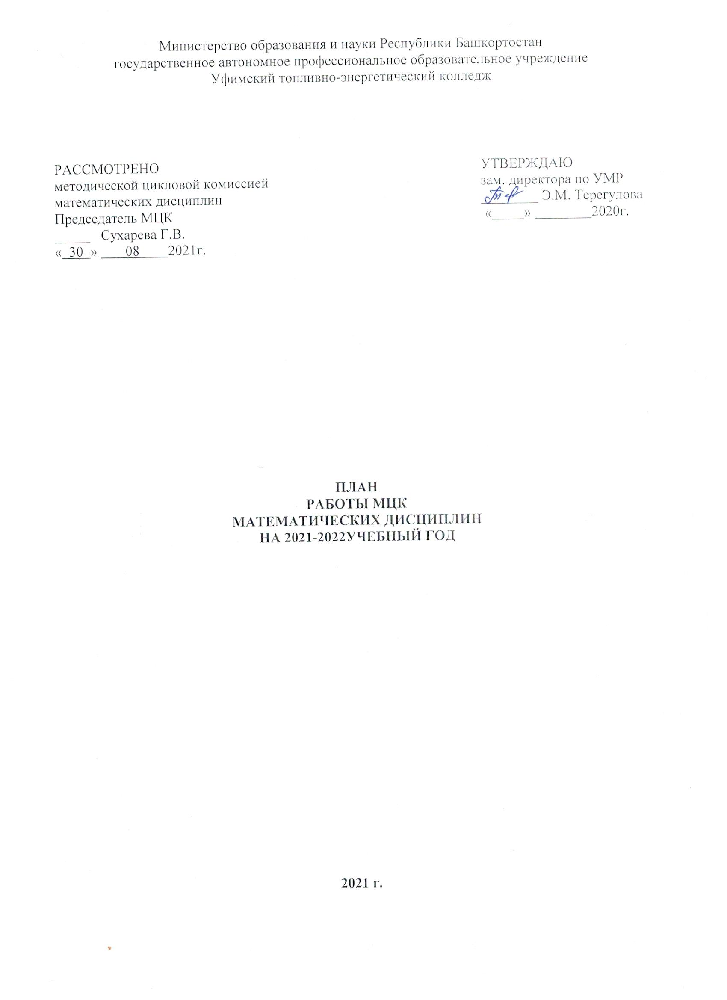 Министерство образования и науки Республики Башкортостан
государственное автономное профессиональное образовательное учреждение
Уфимский топливно-энергетический колледж
РАССМОТРЕНО
методической цикловой комиссией
математических дисциплин
Председатель МЦК
_____ Сухарева Г.В.
«_30_» ___08____2021г.
УТВЕРЖДАЮ
зам. директора по УМР
________ Э.М. Терегулова
«____» ________2020г.
ПЛАН
РАБОТЫ МЦК
МАТЕМАТИЧЕСКИХ ДИСЦИПЛИН
НА 2021-2022УЧЕБНЫЙ ГОД
2021 г.